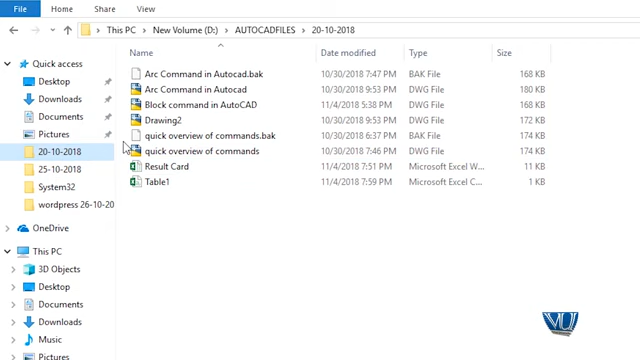 File Home Share View
This PC New Volume (D:) AUTOCADFILES 20-10-2018
Name Date modified Type Size
Quick access
Desktop
Downloads
Documents
Pictures
20-10-2018
25-10-2018
System32
wordpress 26-10-20
OneDrive
This PC
3D Objects
Desktop
Documents
Downloads
Music
Pictures
Arc Command in Autocad.bak 10/30/2018 7:47 PM BAK File 168 KB
Arc Command in Autocad 10/30/2018 9:53 PM DWG File 180 KB
Block command in AutoCAD 11/4/2018 5:38 PM DWG File 168 KB
Drawing2 10/30/2018 9:53 PM DWG File 172 KB
quick overview of commands.bak 10/30/2018 6:37 PM BAK File 174 KB
quick overview of commands 10/30/2018 7:46 PM DWG File 174 KB
Result Card 11/4/2018 7:51 PM Microsoft Excel W... 11 KB
Table1 11/4/2018 7:59 PM Microsoft Excel C... 1 KB
VU